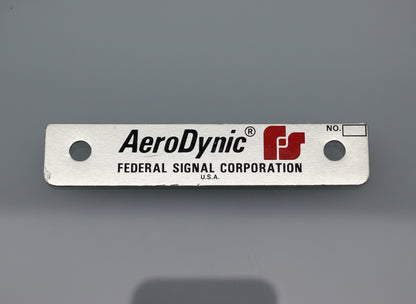 NO.
AeroDynic®
FEDERAL SIGNAL CORPORATION
U.S.A.